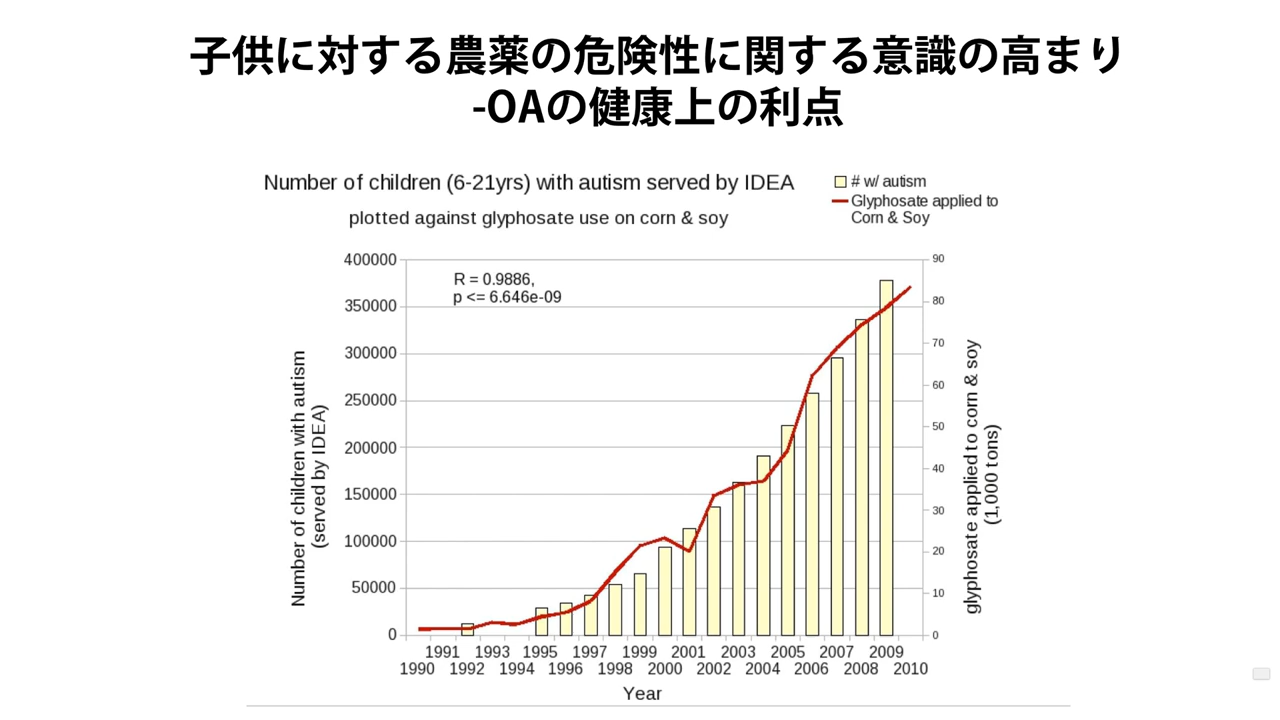 子供に対する農薬の危険性に関する意識の高まり
-OAの健康上の利点
Number of children (6-21yrs) with autism served by IDEA
plotted against glyphosate use on corn & soy
# w/ autism
Glyphosate applied to
Corn & Soy
R = 0.9886,
p <= 6.646e-09
400000
350000
300000
250000
200000
150000
100000
50000
0
90
80
70
60
50
40
30
20
10
0
Number of children with autism
(served by IDEA)
glyphosate applied to corn & soy
(1,000 tons)
1991 1993 1995 1997 1999 2001 2003 2005 2007 2009
1990 1992 1994 1996 1998 2000 2002 2004 2006 2008 2010
Year